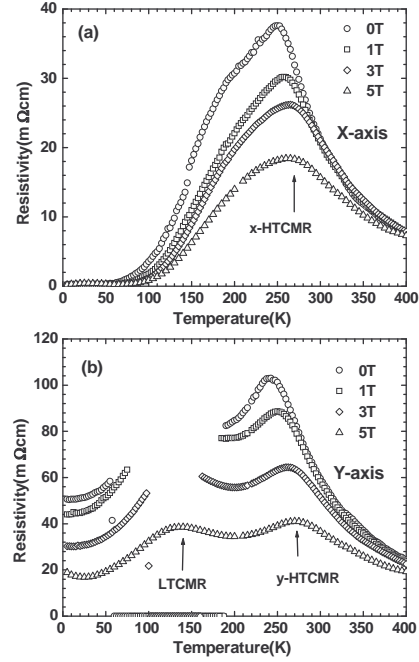 (a)
0T
1T
3T
5T
X-axis
x-HTCMR
Resistivity(m Ωcm)
40
30
20
10
0
0 50 100 150 200 250 300 350 400
Temperature(K)
(b)
0T
1T
3T
5T
Y-axis
LTCMR
y-HTCMR
Resistivity(m Ωcm)
120
100
80
60
40
20
0
0 50 100 150 200 250 300 350 400
Temperature(K)